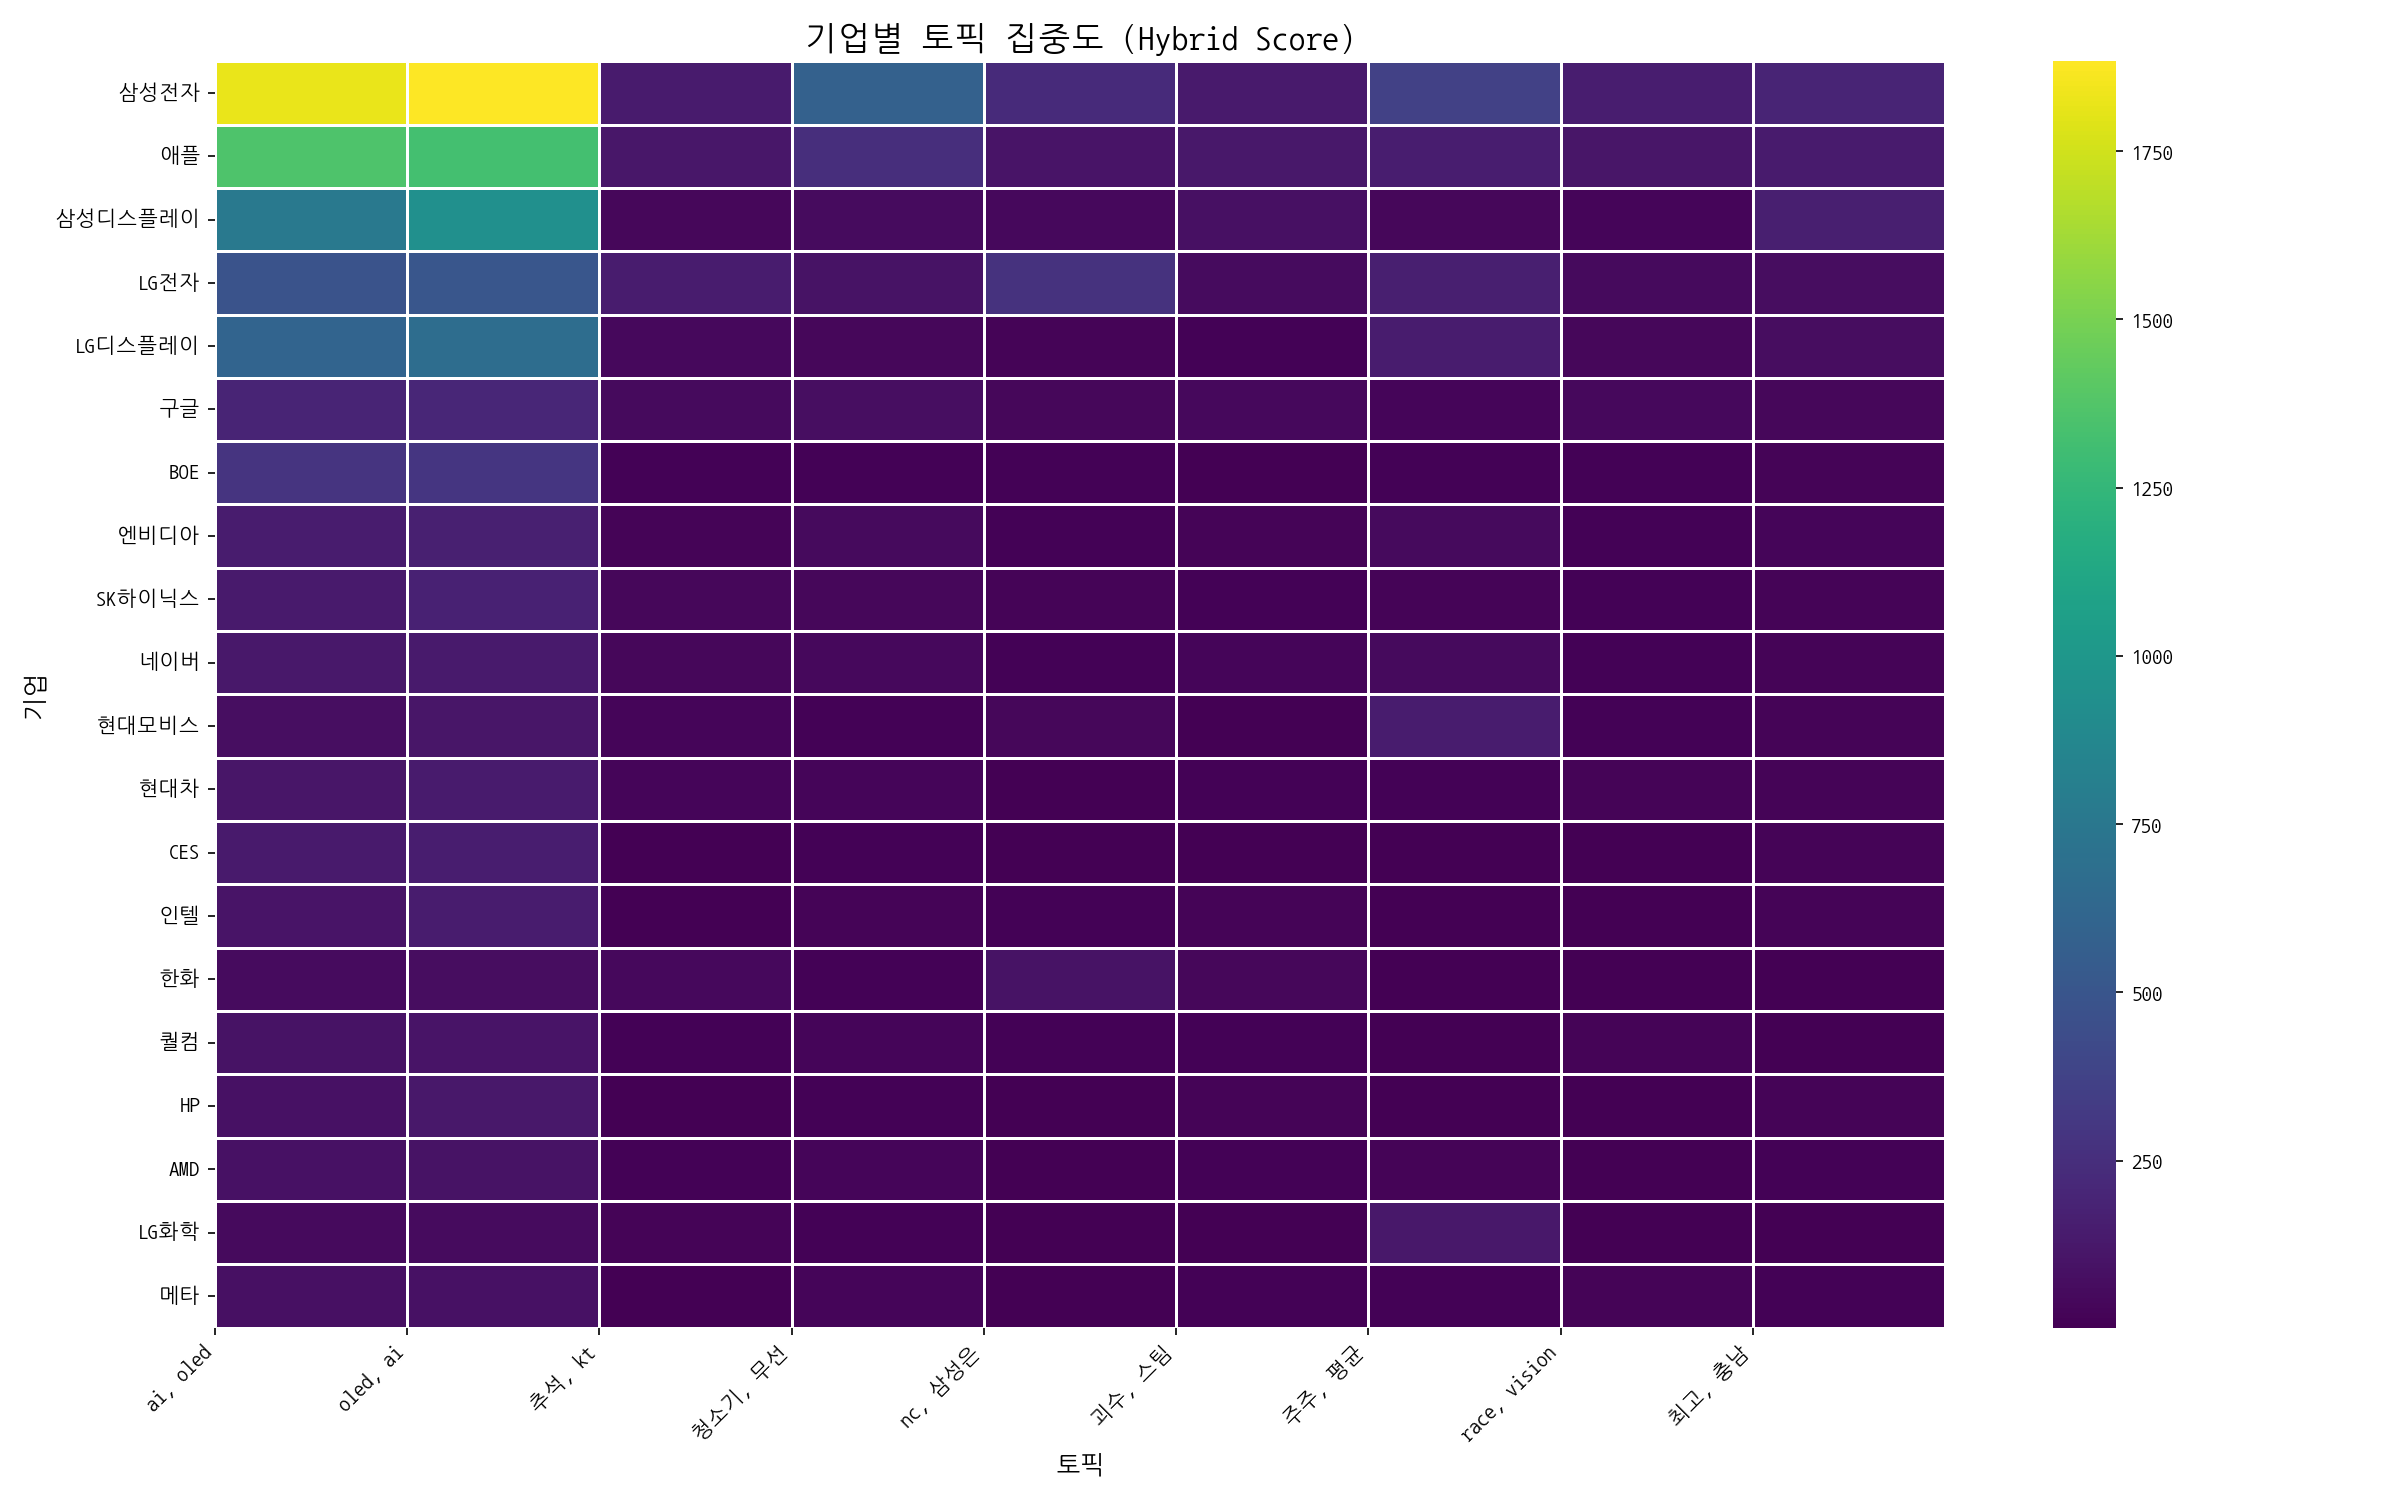 기업별 토픽 집중도 (Hybrid Score)
기업
삼성전자
애플
삼성디스플레이
LG전자
LG디스플레이
구글
BOE
엔비디아
SK하이닉스
네이버
현대모비스
현대차
CES
인텔
한화
퀄컴
HP
AMD
LG화학
메타
ai, oled
oled, ai
추석, kt
청소기, 무선
nc, 삼성은
괴수, 스팀
주주, 평균
race, vision
최고, 충남
토픽
1750
1500
1250
1000
750
500
250